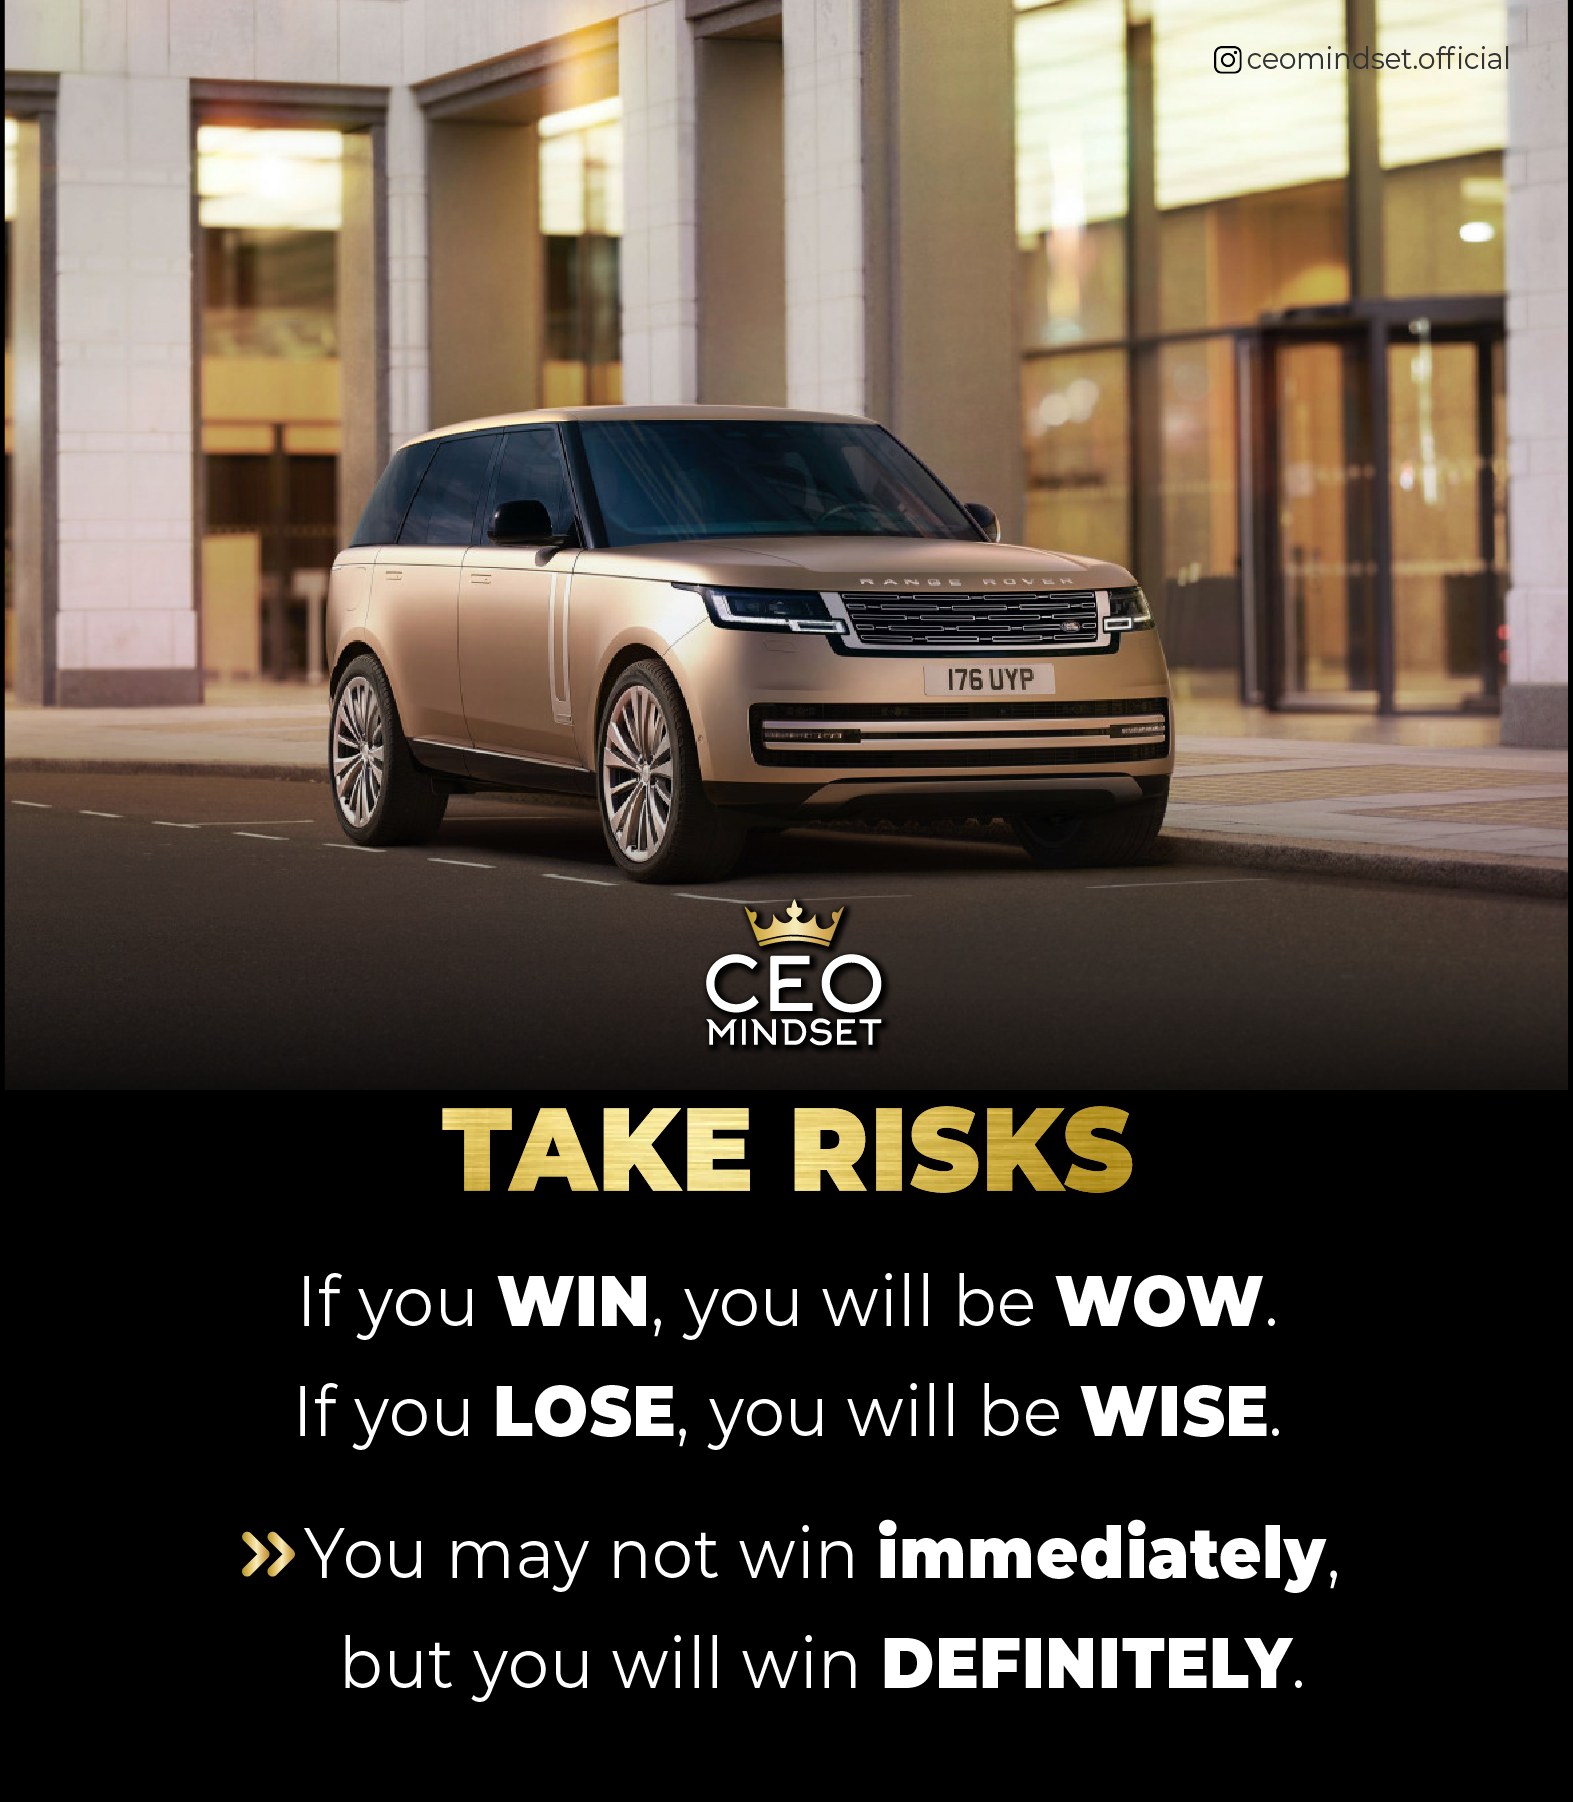 ceomindset.official
RANGE ROVER
176 UYP
CEO
MINDSET
TAKE RISKS
If you WIN, you will be WOW.
If you LOSE, you will be WISE.
»You may not win immediately,
but you will win DEFINITELY.